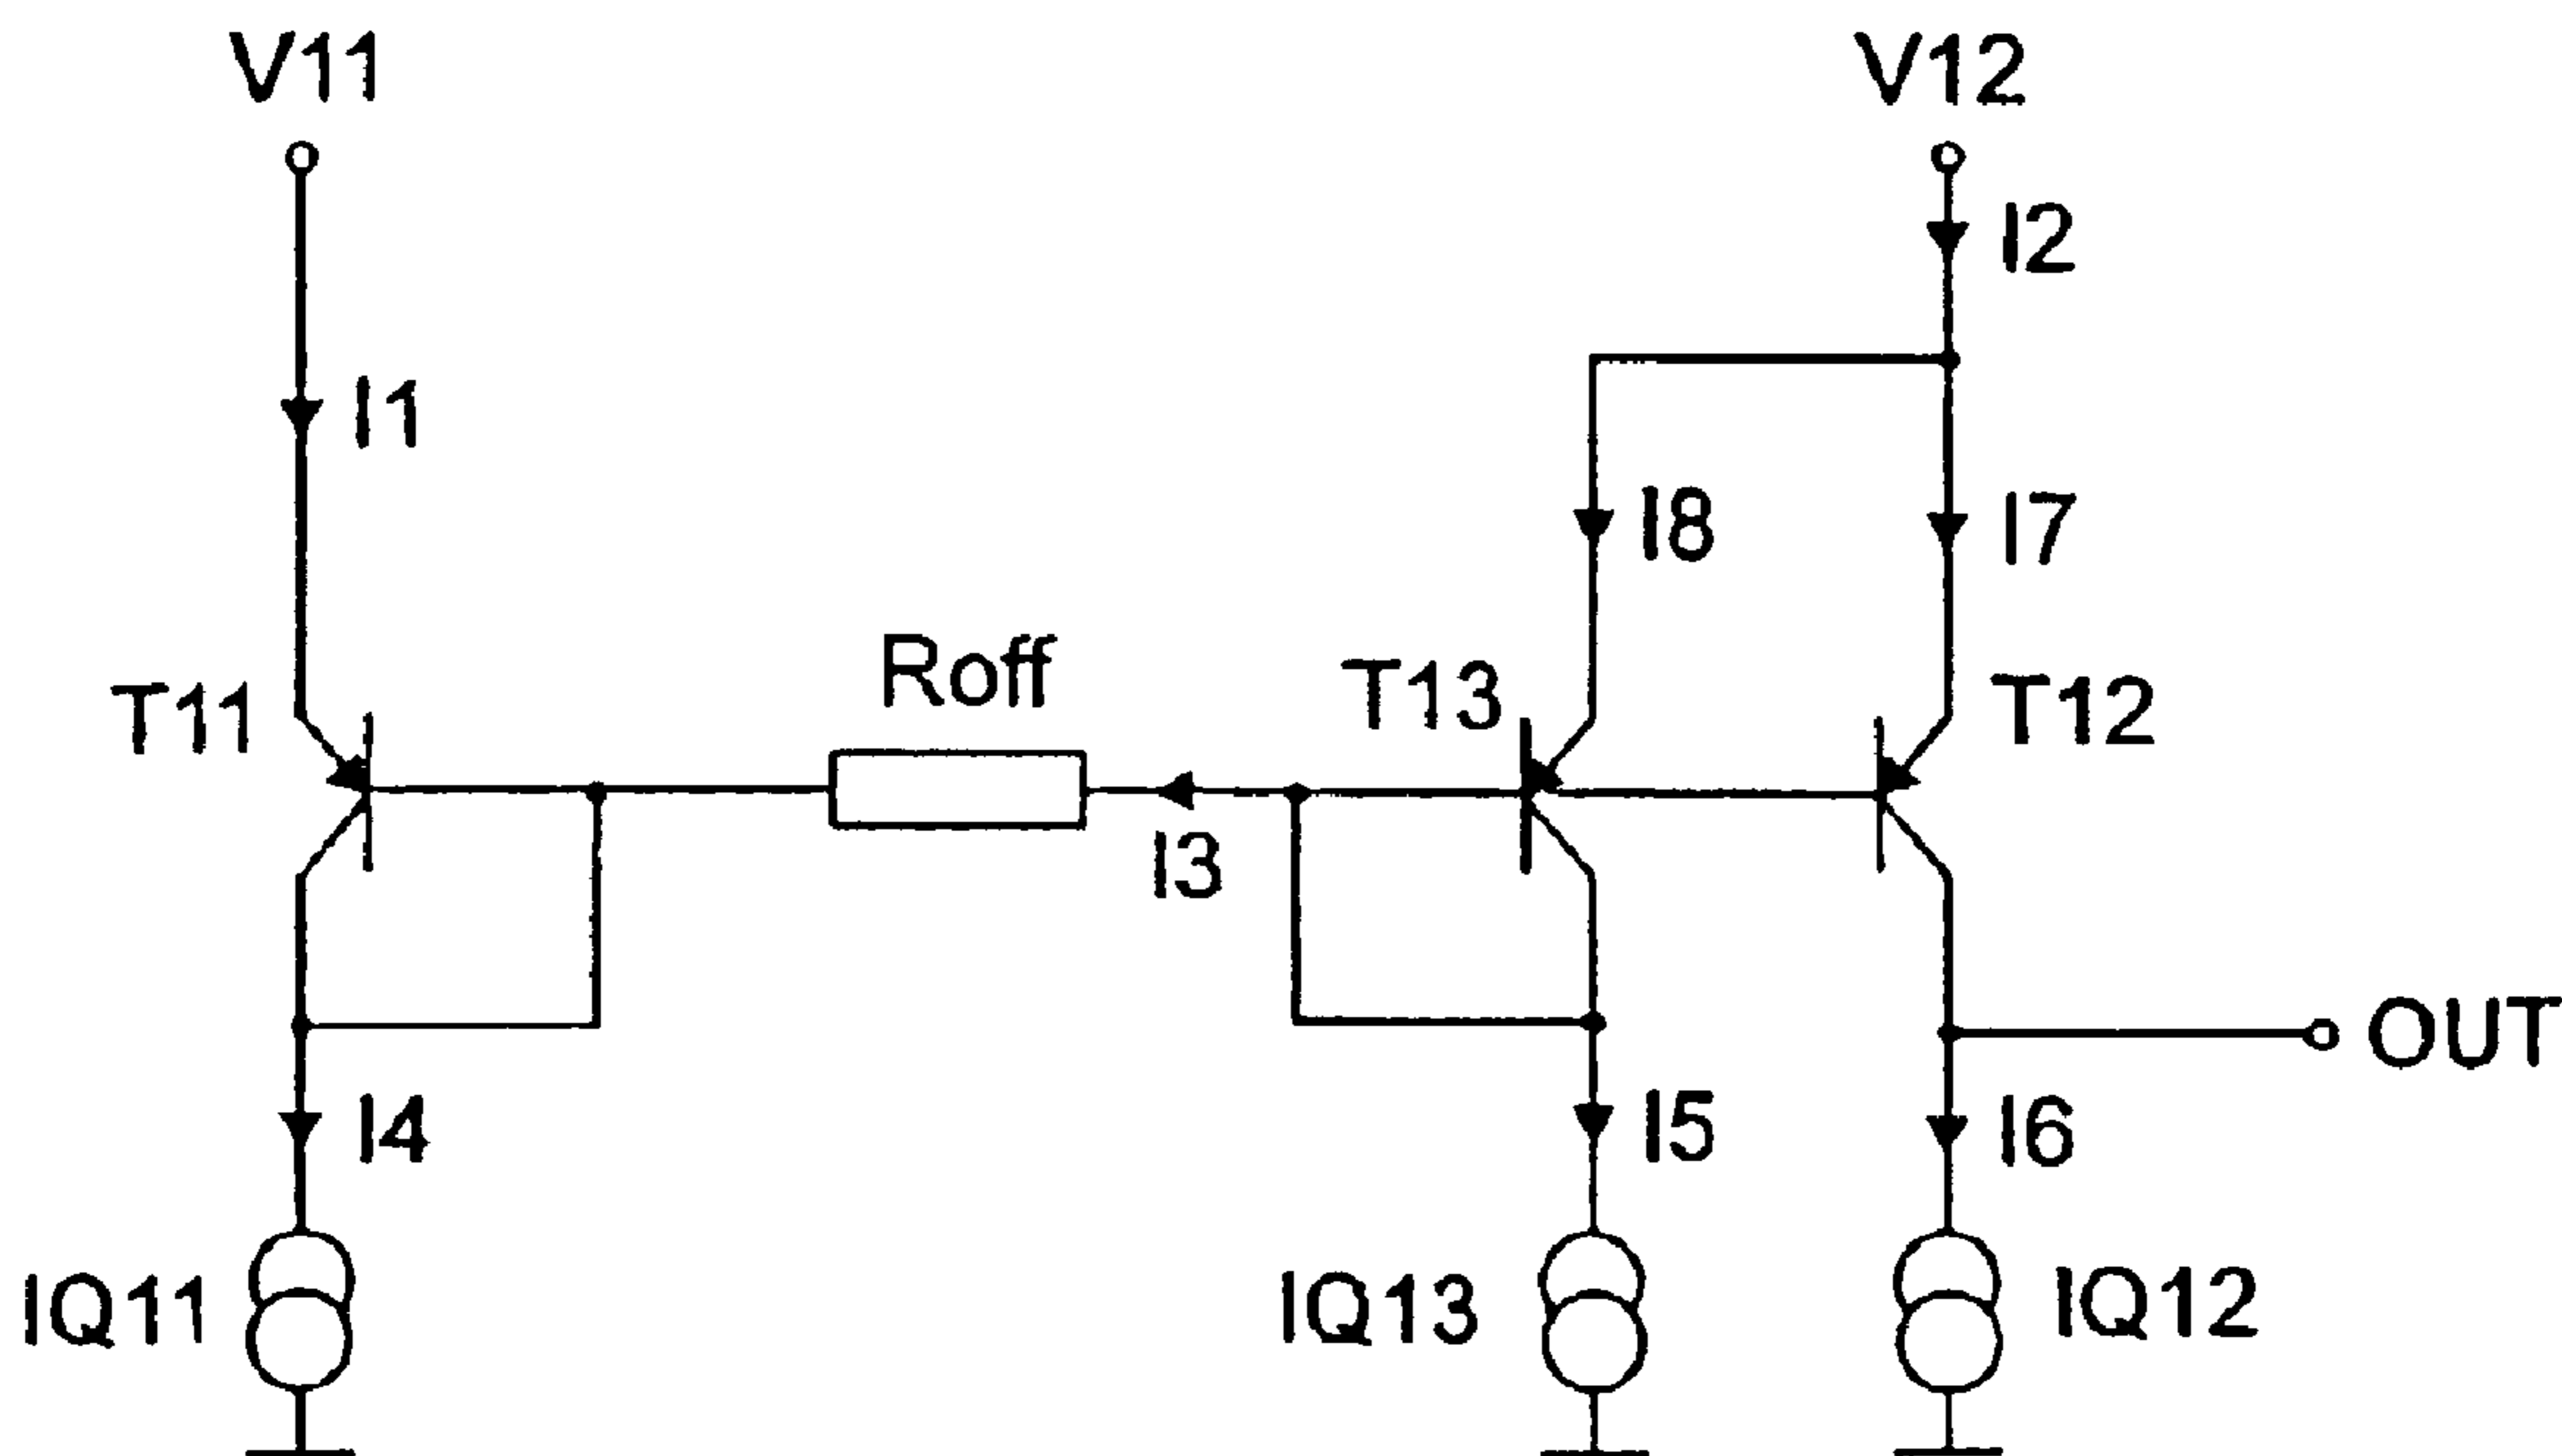 V11
V12
I2
I1
I8
I7
T11
Roff
T13
T12
I3
OUT
I4
I5
I6
IQ11
IQ13
IQ12